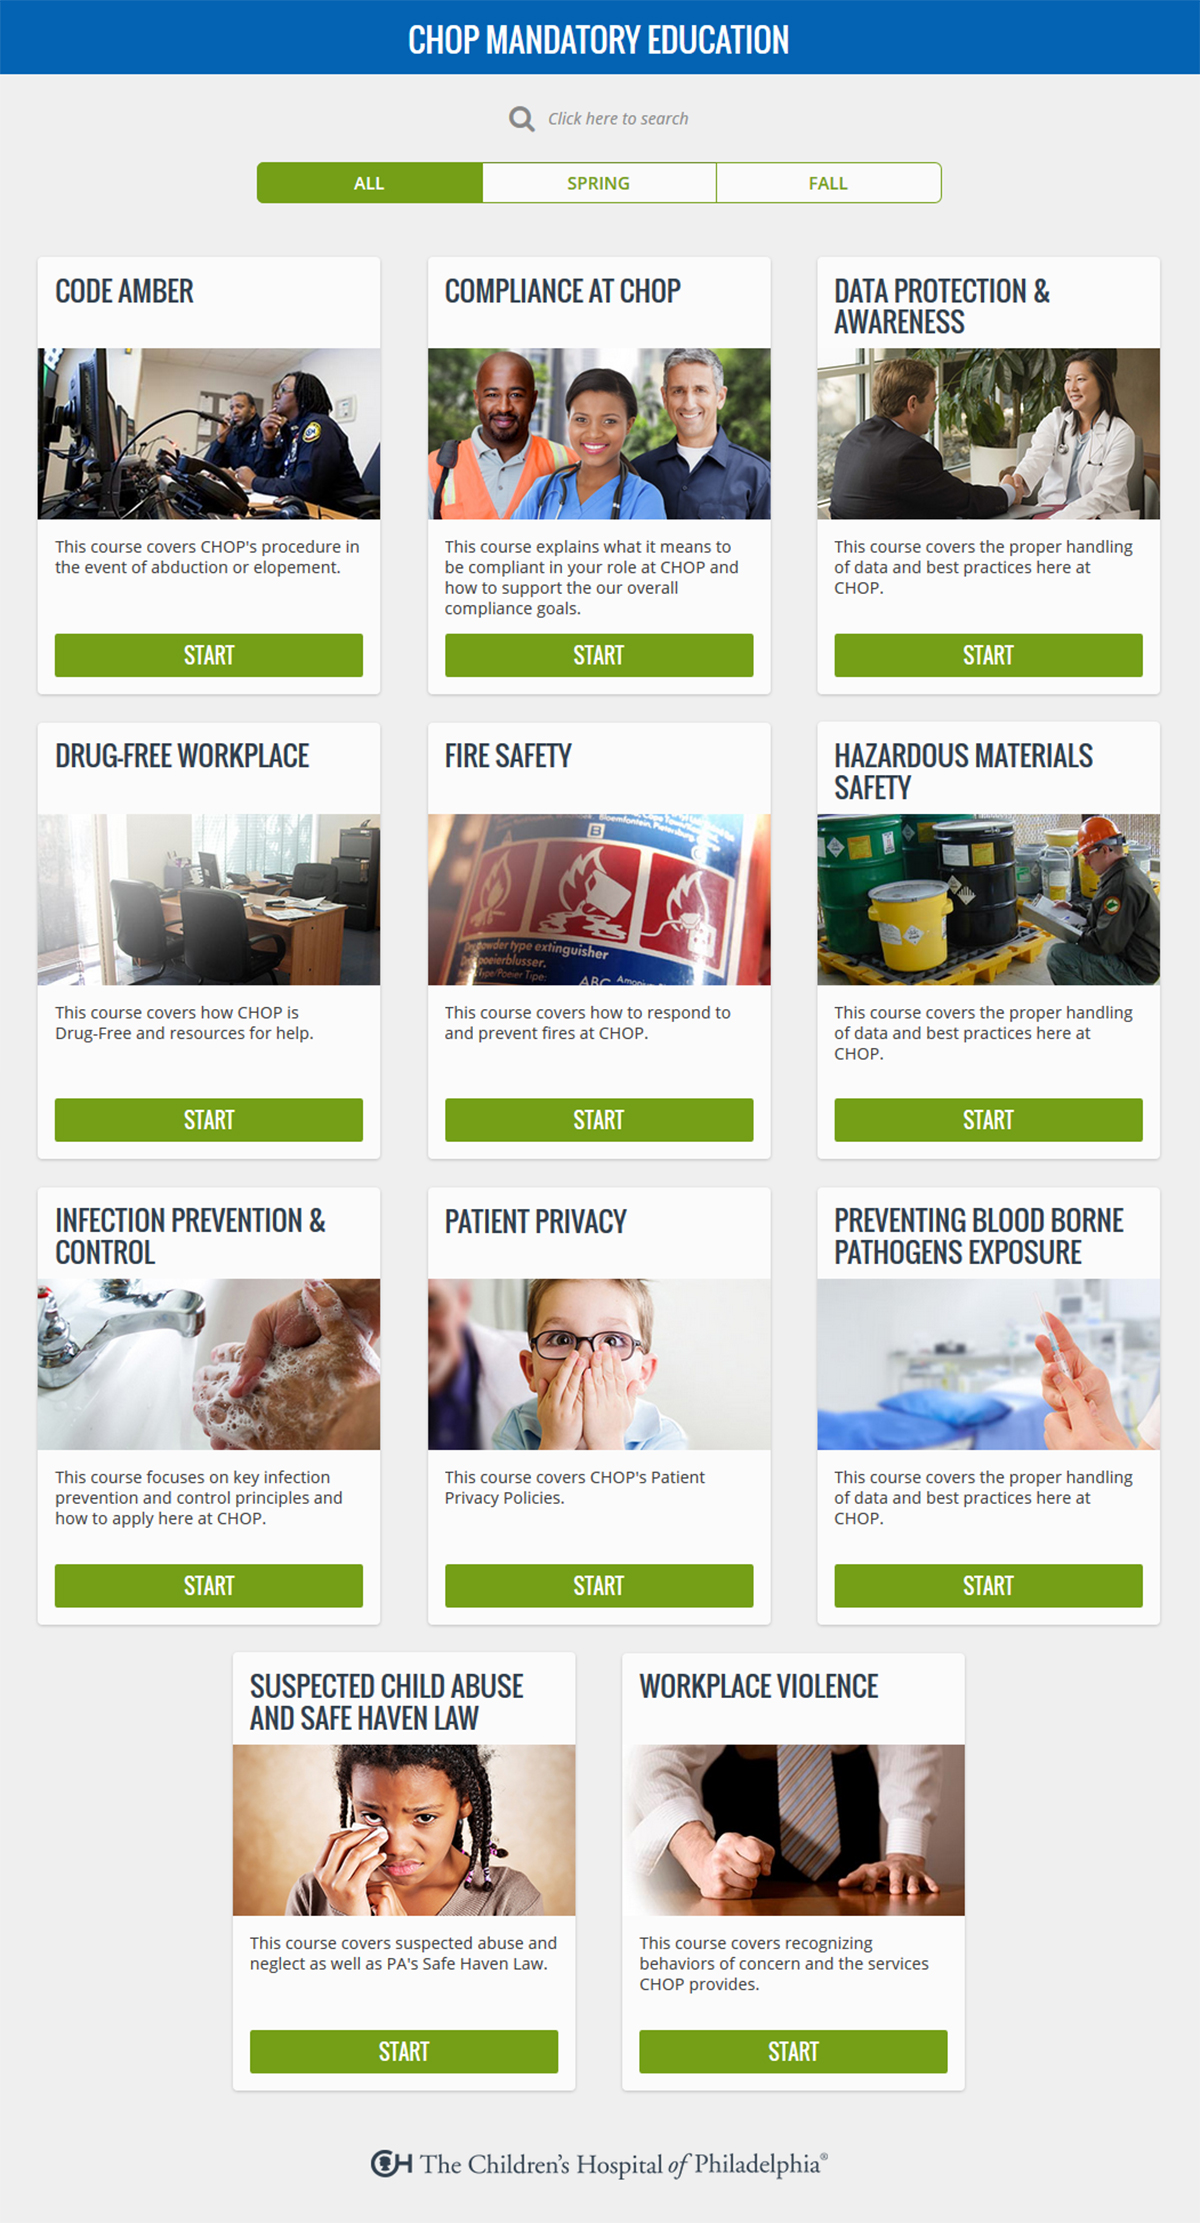 CHOP MANDATORY EDUCATION
Click here to search
ALL
SPRING
FALL
CODE AMBER
This course covers CHOP's procedure in
the event of abduction or elopement.
START
COMPLIANCE AT CHOP
This course explains what it means to
be compliant in your role at CHOP and
how to support the our overall
compliance goals.
START
DATA PROTECTION &
AWARENESS
This course covers the proper handling
of data and best practices here at
CHOP.
START
DRUG-FREE WORKPLACE
This course covers how CHOP is
Drug-Free and resources for help.
START
FIRE SAFETY
Bloemfontein, Pietersburg,
B
powder type extinguisher
poeierblusser.
Type/Poeier Tipe:
ABC
This course covers how to respond to
and prevent fires at CHOP.
START
HAZARDOUS MATERIALS
SAFETY
This course covers the proper handling
of data and best practices here at
CHOP.
START
INFECTION PREVENTION &
CONTROL
This course focuses on key infection
prevention and control principles and
how to apply here at CHOP.
START
PATIENT PRIVACY
This course covers CHOP's Patient
Privacy Policies.
START
PREVENTING BLOOD BORNE
PATHOGENS EXPOSURE
This course covers the proper handling
of data and best practices here at
CHOP.
START
SUSPECTED CHILD ABUSE
AND SAFE HAVEN LAW
This course covers suspected abuse and
neglect as well as PA's Safe Haven Law.
START
WORKPLACE VIOLENCE
This course covers recognizing
behaviors of concern and the services
CHOP provides.
START
CH The Children's Hospital of Philadelphia®